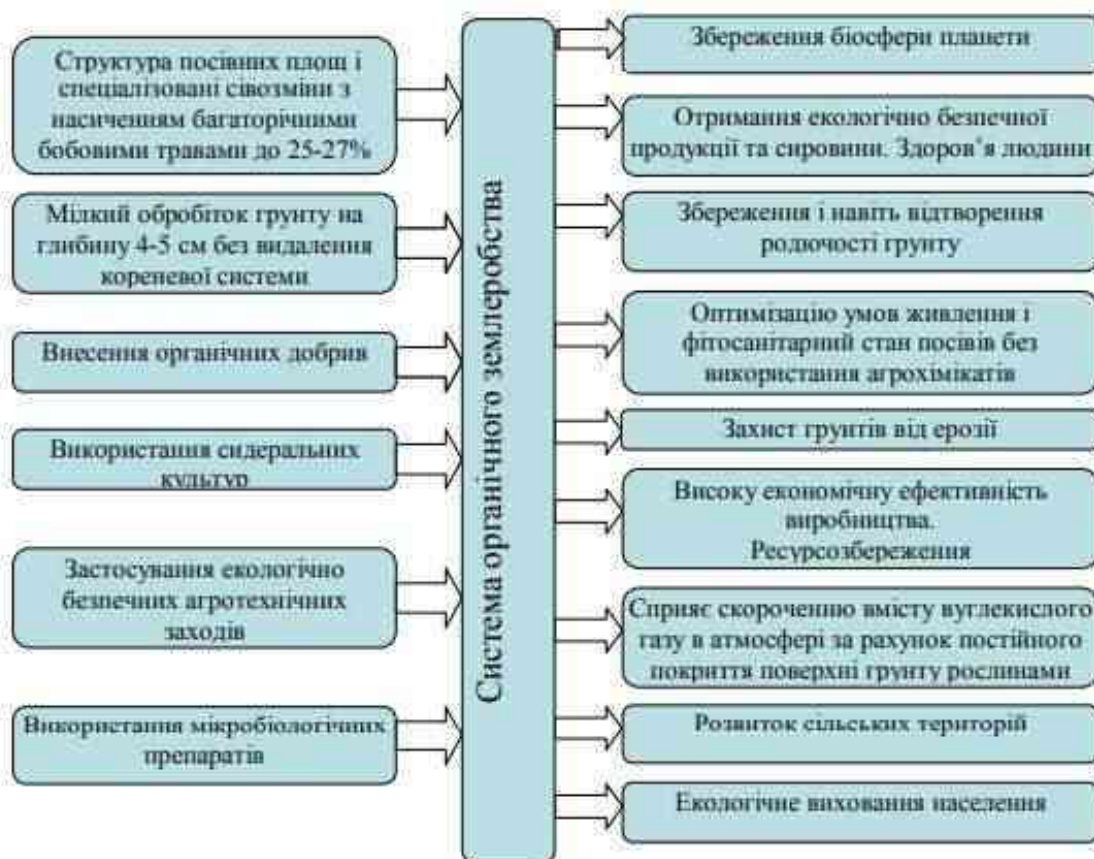 Структура посівних площ і
спеціалізовані сівозміни з
насиченням багаторічними
бобовими травами до 25-27%
Мілкий обробіток грунту на
глибину 4-5 см без видалення
кореневої системи
Внесення органічних добрив
Використання сидеральних
культур
Застосування екологічно
безпечних агротехнічних
заходів
Використання мікробіологічних
препаратів
Система органічного землеробства
Збереження біосфери планети
Отримання екологічно безпечної
продукції та сировини. Здоров’я людини
Збереження і навіть відтворення
родючості грунту
Оптимізацію умов живлення і
фітосанітарний стан посівів без
використання агрохімікатів
Захист грунтів від ерозії
Високу економічну ефективність
виробництва.
Ресурсозбереження
Сприяє скороченню вмісту вуглекислого
газу в атмосфері за рахунок постійного
покриття поверхні грунту рослинами
Розвиток сільських територій
Екологічне виховання населення